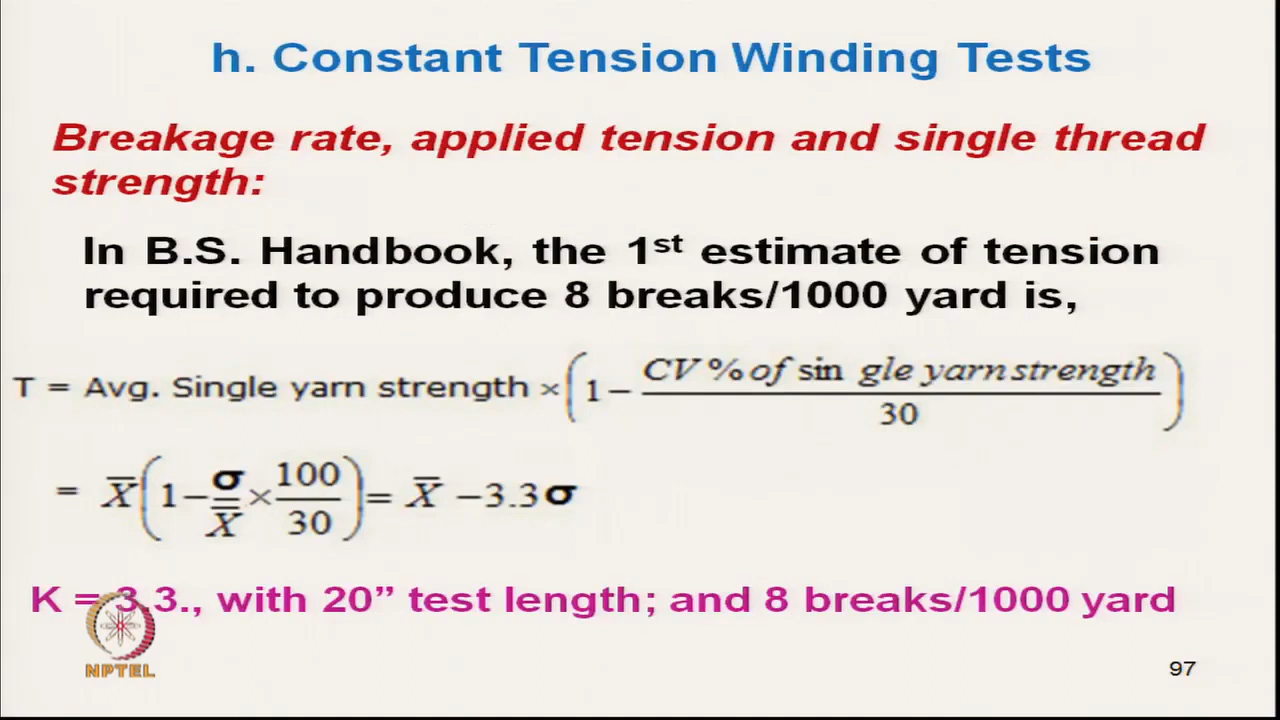 h. Constant Tension Winding Tests
Breakage rate, applied tension and single thread
strength:
In B.S. Handbook, the 1st estimate of tension
required to produce 8 breaks/1000 yard is,
T = Avg. Single yarn strength × (1 − CV % of sin gle yarn strength / 30)
= X̄(1 − σ/X̄ × 100/30) = X̄ − 3.3σ
K = 3.3., with 20” test length; and 8 breaks/1000 yard
NPTEL
97